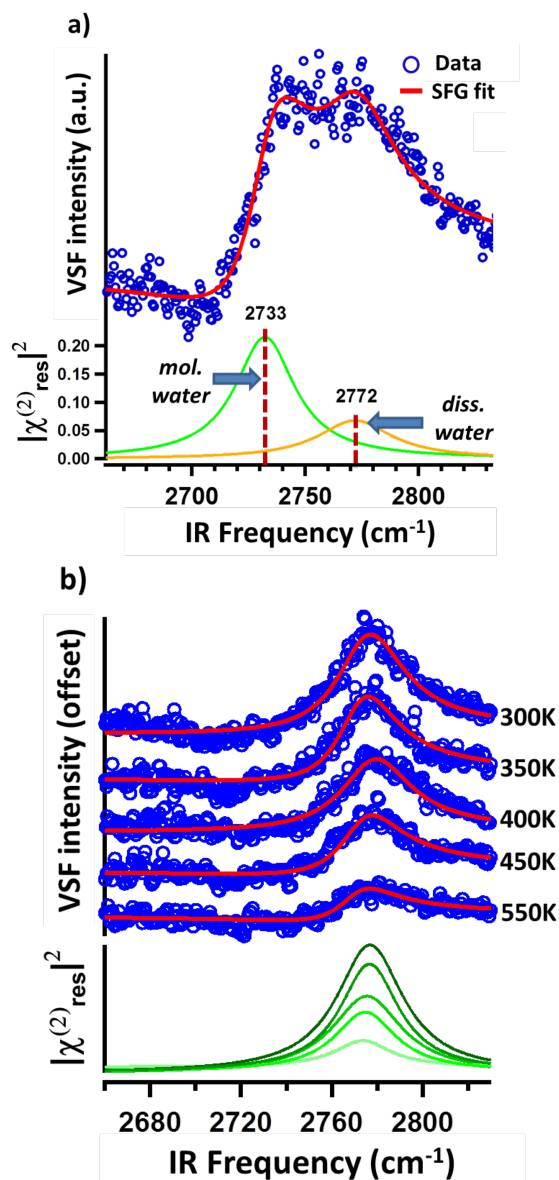 a)
Data
SFG fit
VSF intensity (a.u.)
2733
0.20
mol.
water
2772
diss.
water
0.15
0.10
0.05
0.00
|χ(2)res|2
2700
2750
2800
IR Frequency (cm-1)
b)
VSF intensity (offset)
300K
350K
400K
450K
550K
|χ(2)res|2
2680
2720
2760
2800
IR Frequency (cm-1)